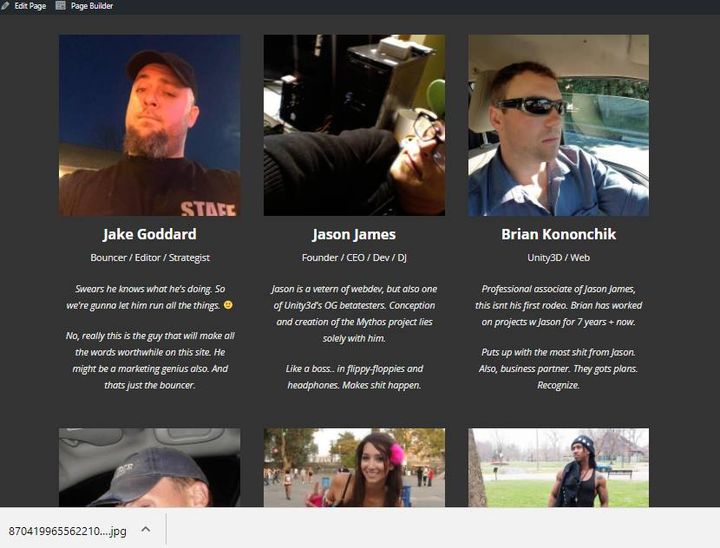 Edit Page Page Builder
STAFF
Jake Goddard
Bouncer / Editor / Strategist
Swears he knows what he's doing. So
we're gunna let him run all the things. 🙂
No, really this is the guy that will make all
the words worthwhile on this site. He
might be a marketing genius also. And
thats just the bouncer.
Jason James
Founder / CEO / Dev / DJ
Jason is a vetern of webdev, but also one
of Unity3d's OG betatesters. Conception
and creation of the Mythos project lies
solely with him.
Like a boss.. in flippy-floppies and
headphones. Makes shit happen.
Brian Kononchik
Unity3D / Web
Professional associate of Jason James,
this isnt his first rodeo. Brian has worked
on projects w Jason for 7 years + now.
Puts up with the most shit from Jason.
Also, business partner. They gots plans.
Recognize.
870419965562210....jpg